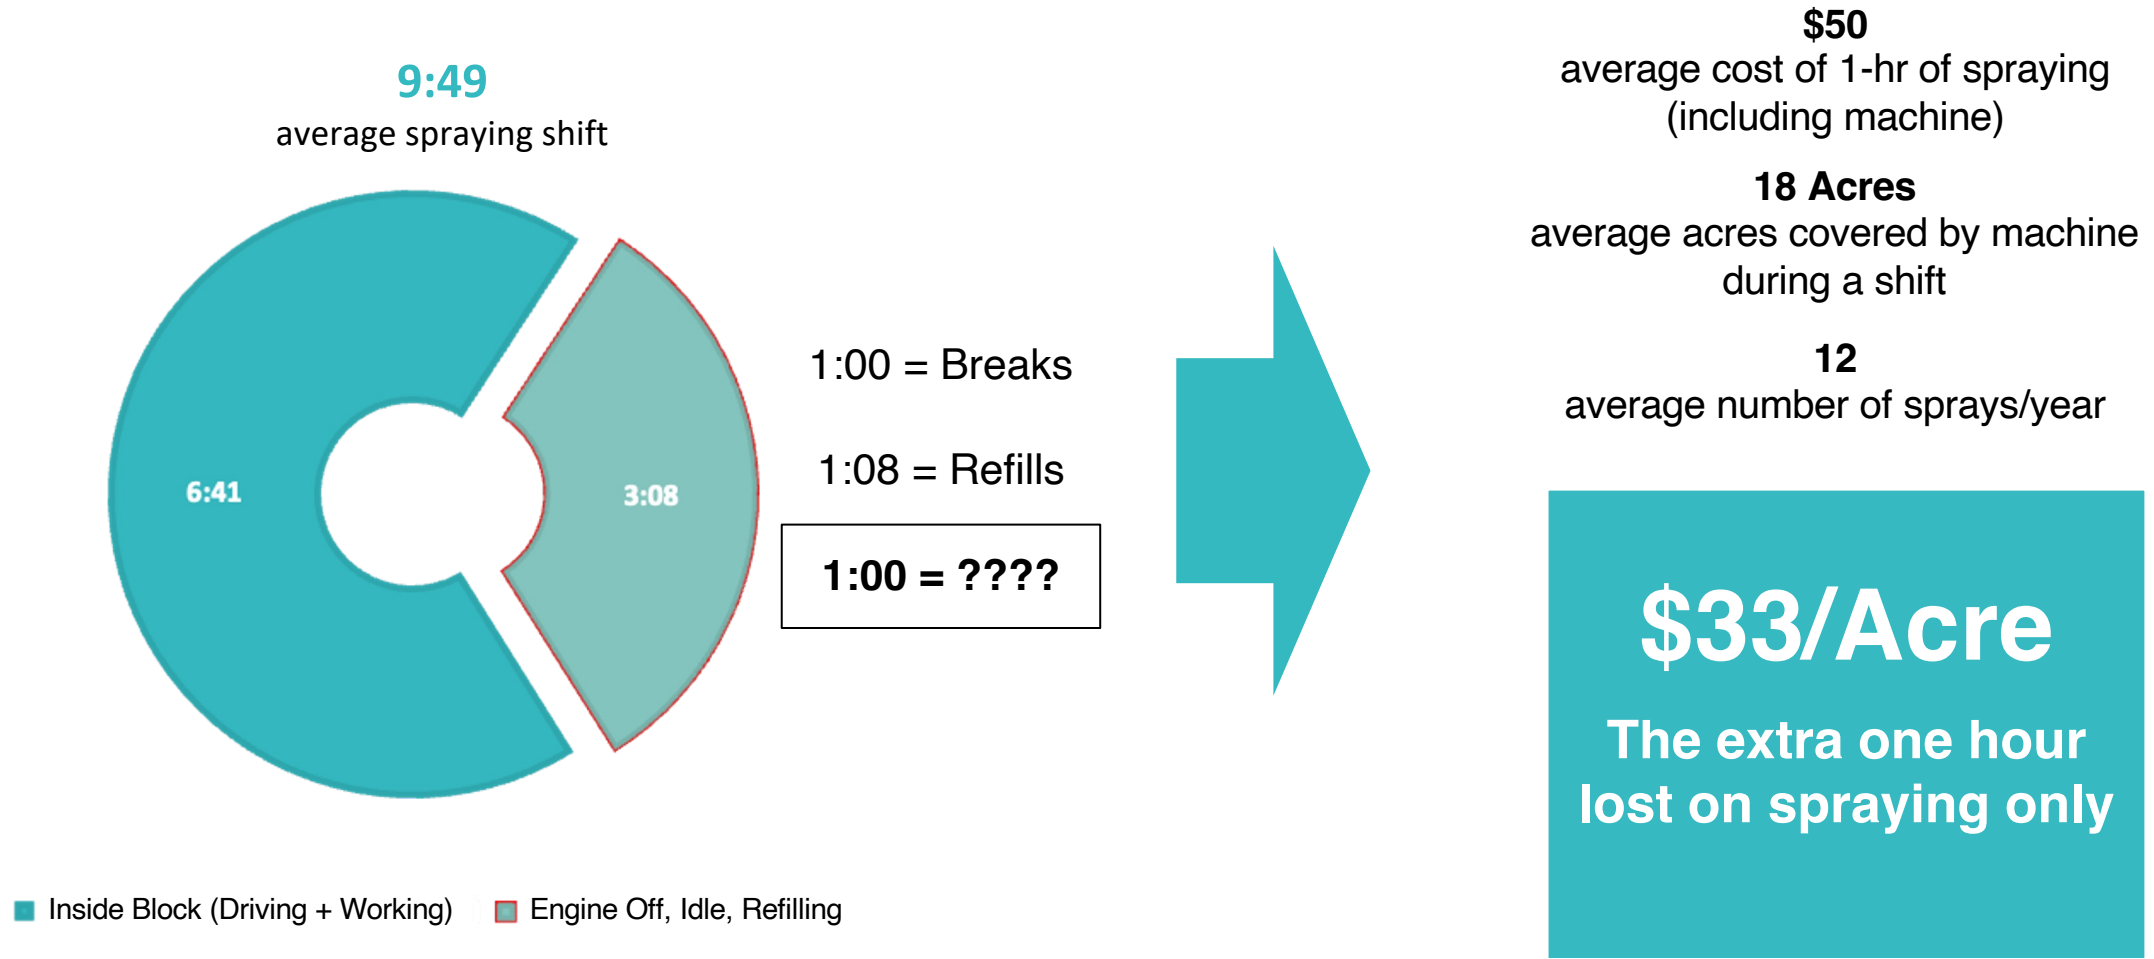 9:49
average spraying shift
6:41
3:08
1:00 = Breaks
1:08 = Refills
1:00 = ????
Inside Block (Driving + Working)
Engine Off, Idle, Refilling
$50
average cost of 1-hr of spraying
(including machine)
18 Acres
average acres covered by machine
during a shift
12
average number of sprays/year
$33/Acre
The extra one hour
lost on spraying only